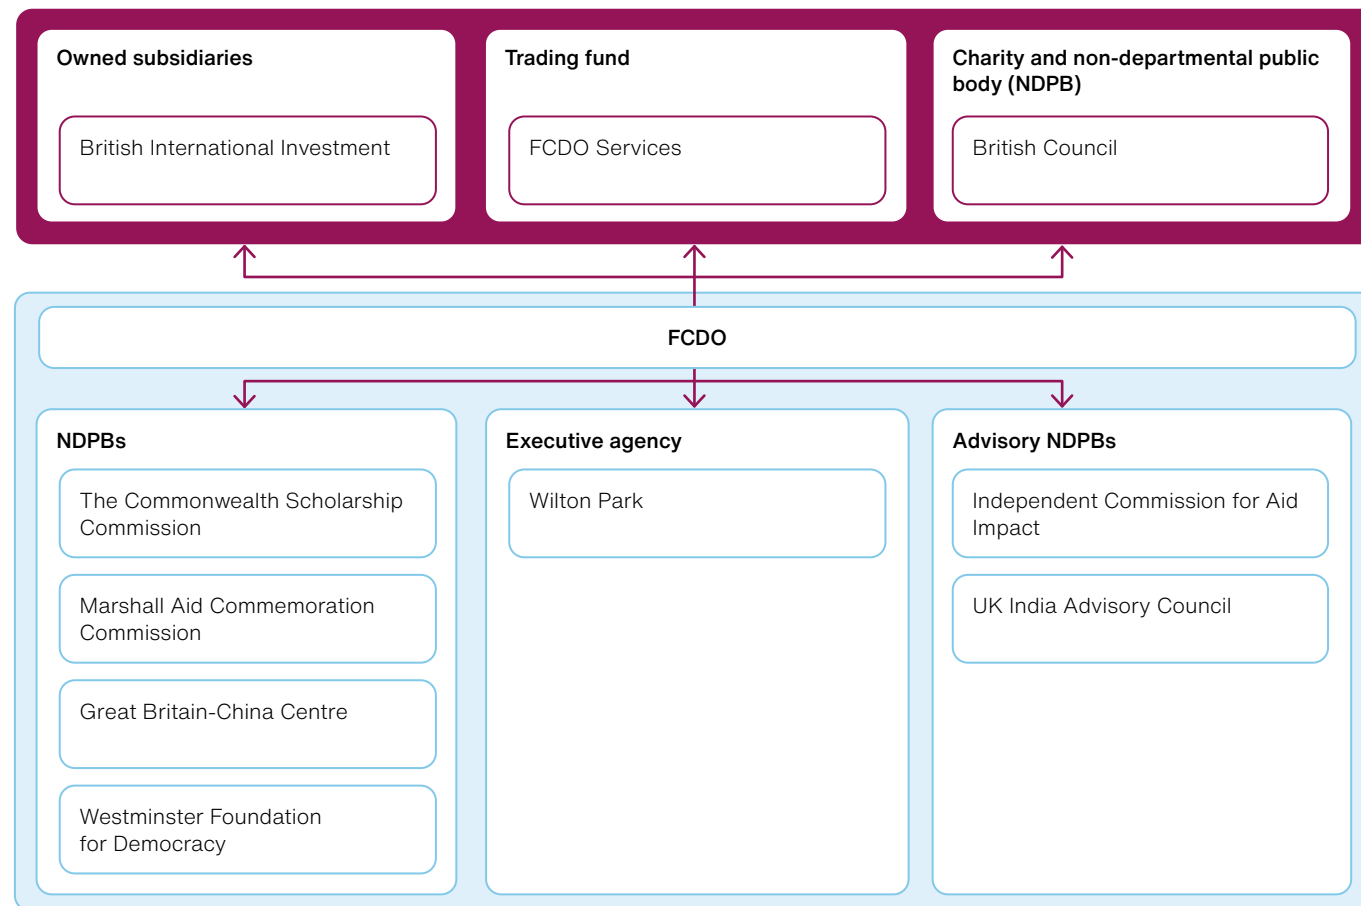 Owned subsidiaries
British International Investment
Trading fund
FCDO Services
Charity and non-departmental public
body (NDPB)
British Council
FCDO
NDPBs
The Commonwealth Scholarship
Commission
Marshall Aid Commemoration
Commission
Great Britain-China Centre
Westminster Foundation
for Democracy
Executive agency
Wilton Park
Advisory NDPBs
Independent Commission for Aid
Impact
UK India Advisory Council